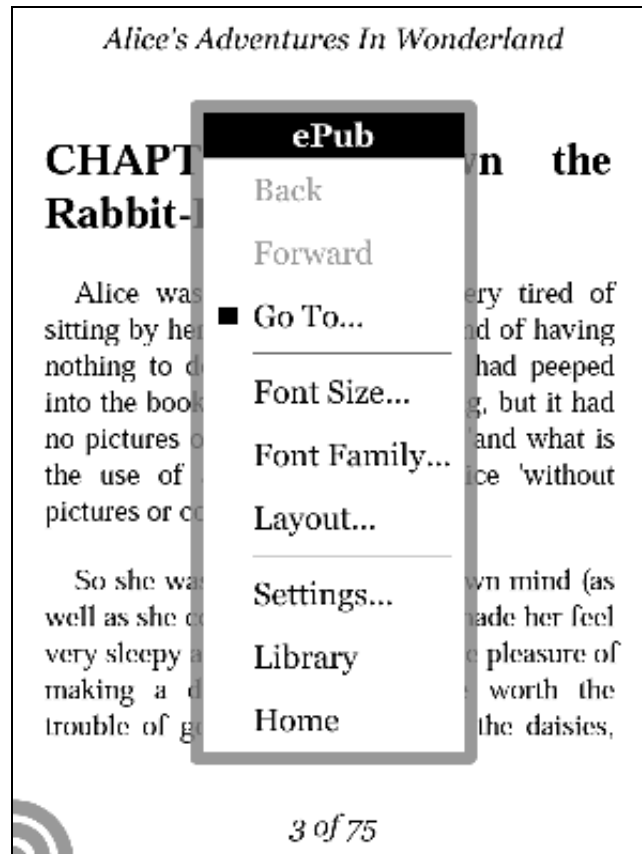 Alice's Adventures In Wonderland
ePub
Back
Forward
Go To...
Font Size...
Font Family...
Layout...
Settings...
Library
Home
CHAPT wn the
Rabbit-
Alice was ery tired of
sitting by her nd of having
nothing to d had peeped
into the book g, but it had
no pictures o 'and what is
the use of ice 'without
pictures or co
So she was wn mind (as
well as she c ade her feel
very sleepy a e pleasure of
making a d worth the
trouble of g the daisies,
3 of 75